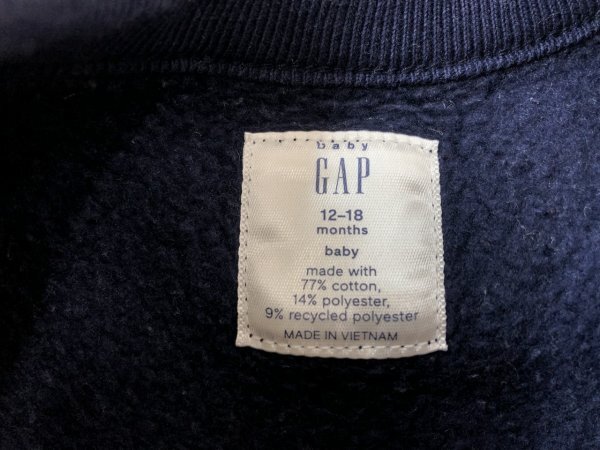 baby
GAP
12–18
months
baby
made with
77% cotton,
14% polyester,
9% recycled polyester
MADE IN VIETNAM